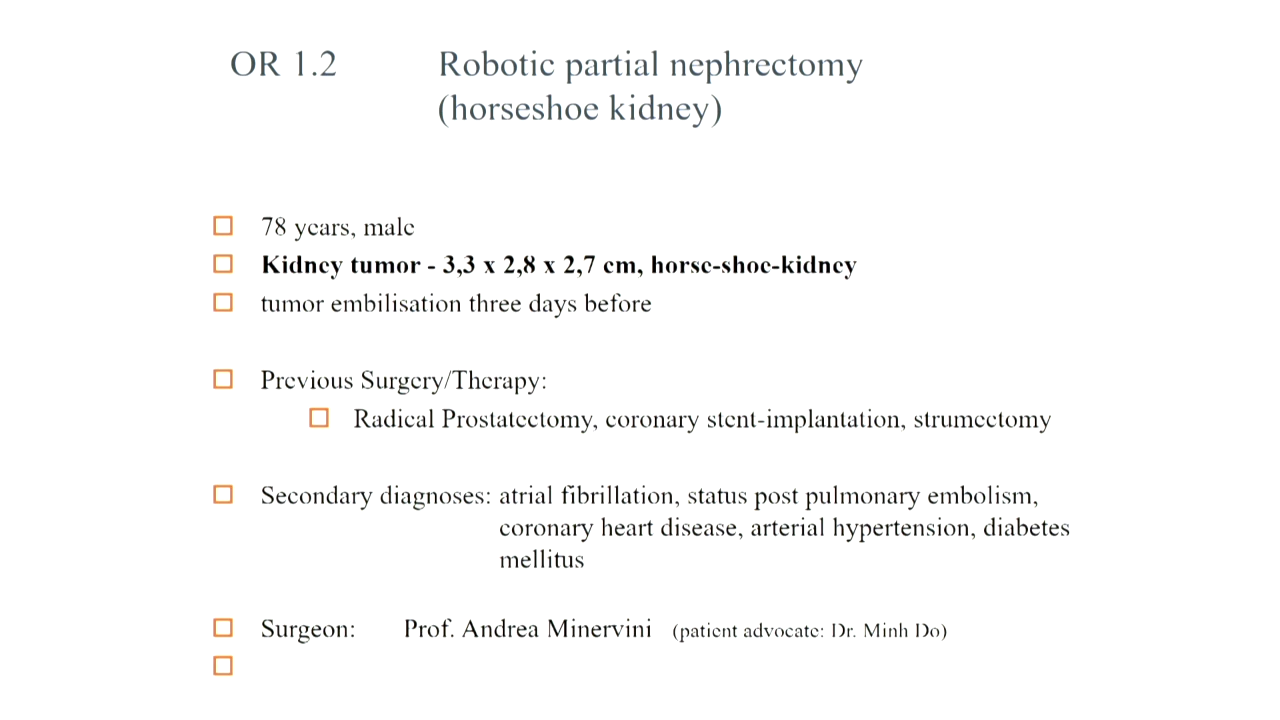 OR 1.2 Robotic partial nephrectomy
(horseshoe kidney)
78 years, male
Kidney tumor - 3,3 x 2,8 x 2,7 cm, horse-shoe-kidney
tumor embilisation three days before
Previous Surgery/Therapy:
Radical Prostatectomy, coronary stent-implantation, strumectomy
Secondary diagnoses: atrial fibrillation, status post pulmonary embolism,
coronary heart disease, arterial hypertension, diabetes
mellitus
Surgeon: Prof. Andrea Minervini (patient advocate: Dr. Minh Do)